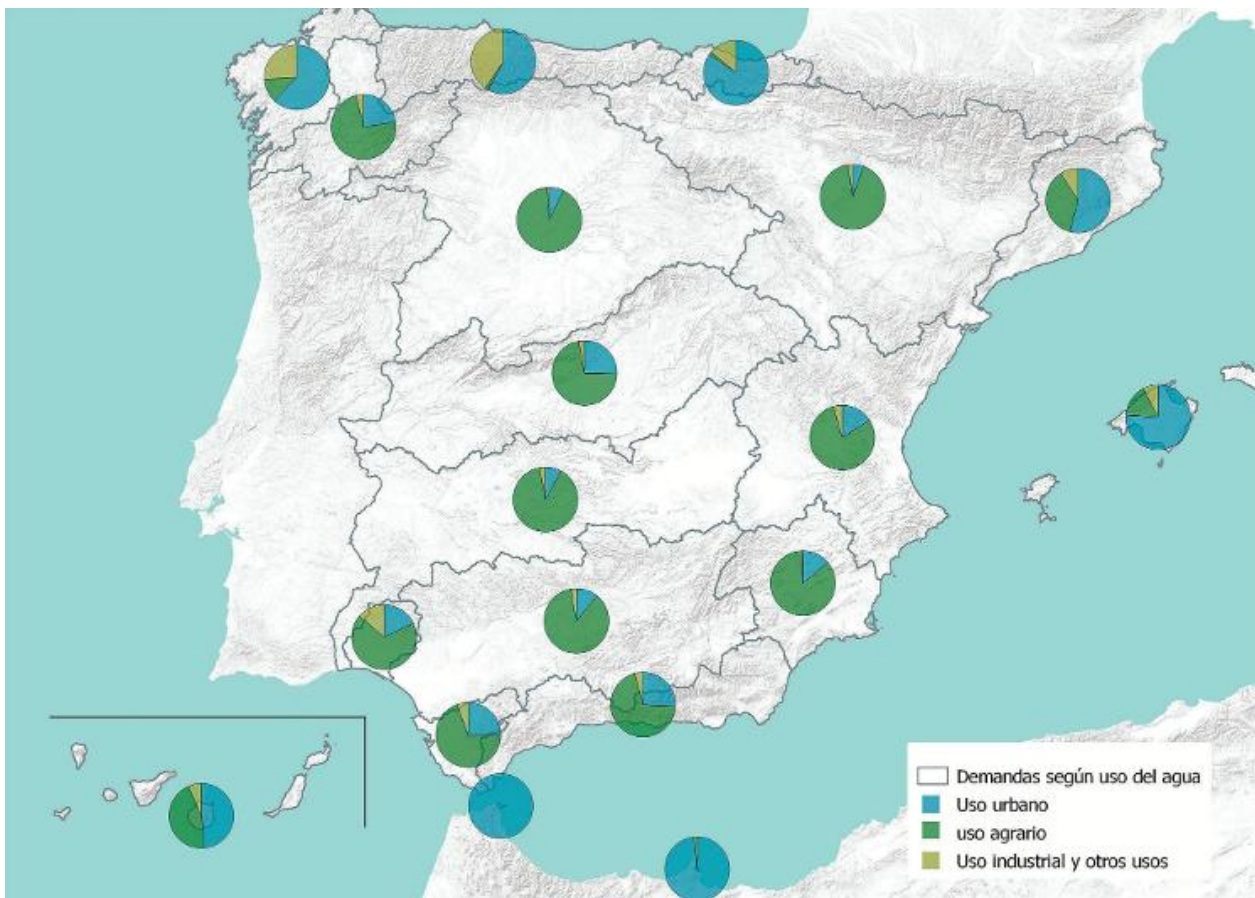 Demandas según uso del agua
Uso urbano
uso agrario
Uso industrial y otros usos